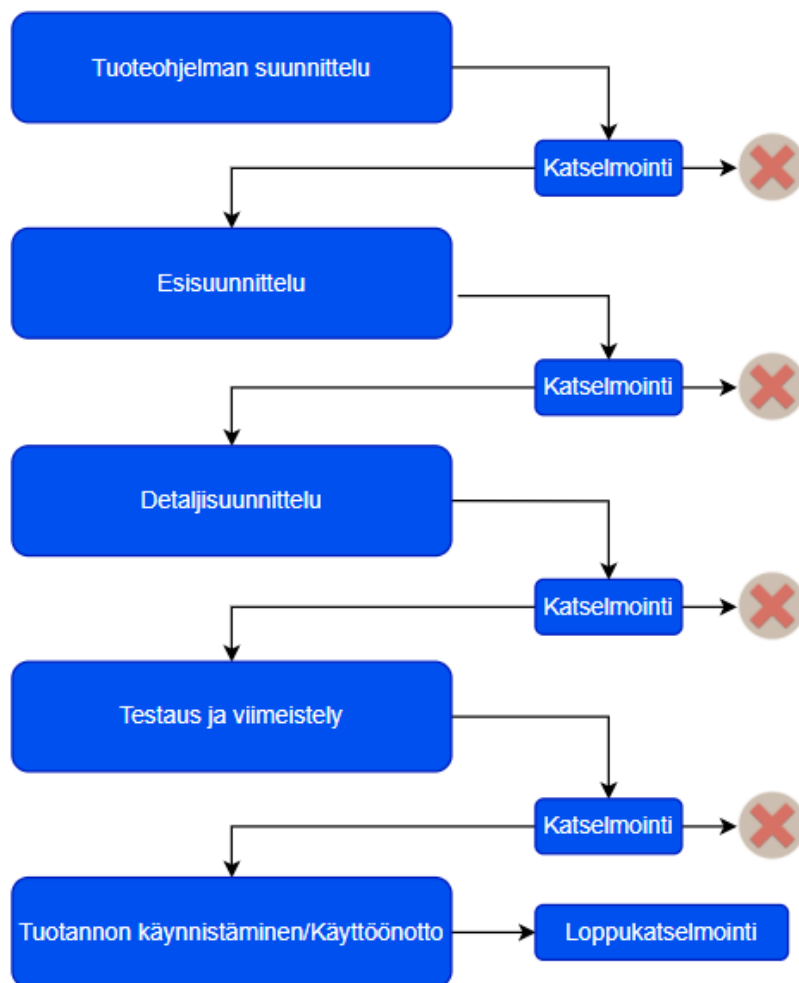 Tuoteohjelman suunnittelu
Katselmointi
Esisuunnittelu
Katselmointi
Detaljisuunnittelu
Katselmointi
Testaus ja viimeistely
Katselmointi
Tuotannon käynnistäminen/Käyttöönotto
Loppukatselmointi